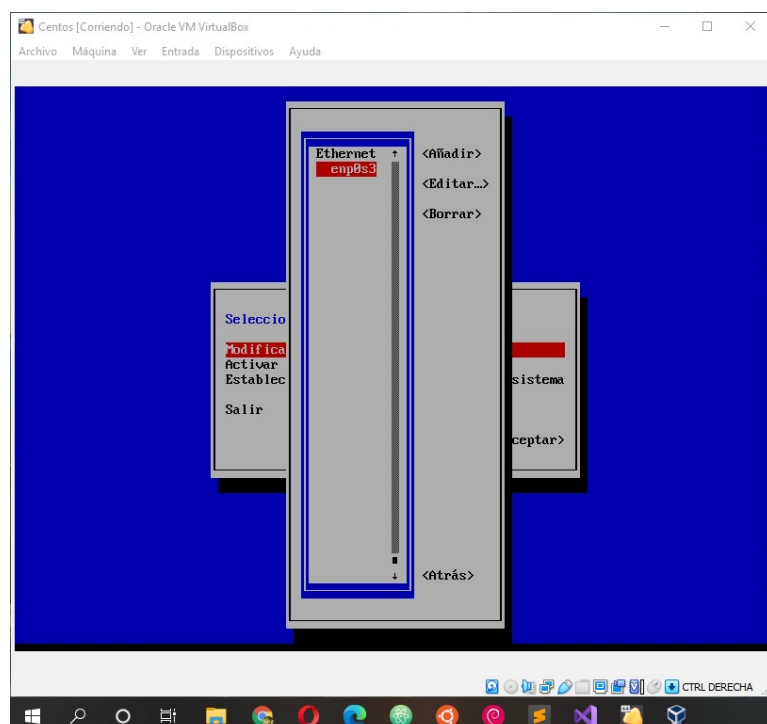 Centos [Corriendo] - Oracle VM VirtualBox
Archivo Máquina Ver Entrada Dispositivos Ayuda
Ethernet ↑ <Añadir>
enp0s3
<Editar…>
<Borrar>
Seleccio
Modifica
Activar
Establec sistema
Salir
ceptar>
↓ <Atrás>
CTRL DERECHA